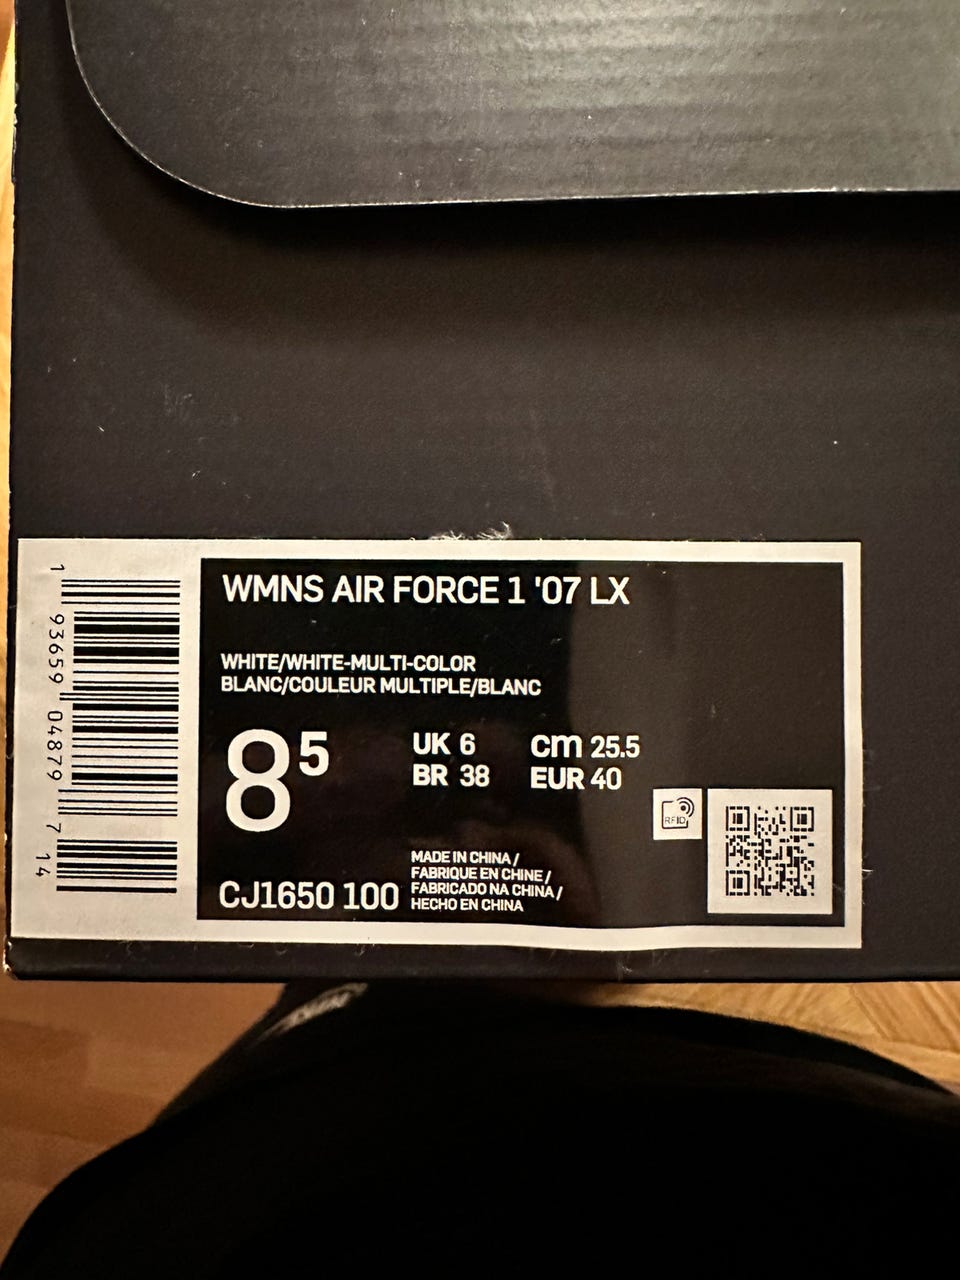 WMNS AIR FORCE 1 '07 LX
WHITE/WHITE-MULTI-COLOR
BLANC/COULEUR MULTIPLE/BLANC
8⁵
UK 6
BR 38
cm 25.5
EUR 40
RFID
CJ1650 100
MADE IN CHINA /
FABRIQUE EN CHINE /
FABRICADO NA CHINA /
HECHO EN CHINA
1 93659 04879 7 14